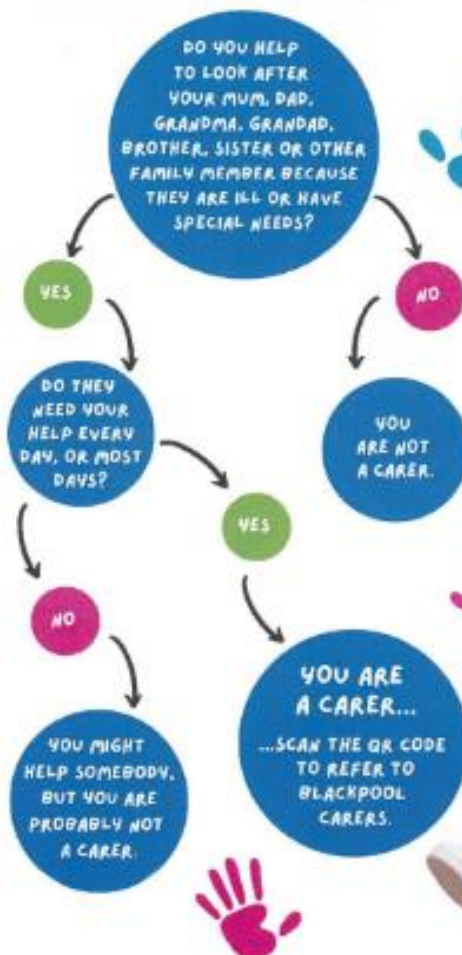 DO YOU HELP
TO LOOK AFTER
YOUR MUM, DAD,
GRANDMA, GRANDAD,
BROTHER, SISTER OR OTHER
FAMILY MEMBER BECAUSE
THEY ARE ILL OR HAVE
SPECIAL NEEDS?
YES
NO
DO THEY
NEED YOUR
HELP EVERY
DAY, OR MOST
DAYS?
YOU
ARE NOT
A CARER.
YES
NO
YOU ARE
A CARER...
...SCAN THE QR CODE
TO REFER TO
BLACKPOOL
CARERS.
YOU MIGHT
HELP SOMEBODY,
BUT YOU ARE
PROBABLY NOT
A CARER.